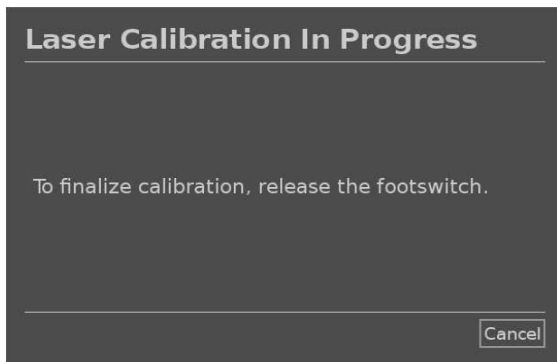 Laser Calibration In Progress
To finalize calibration, release the footswitch.
Cancel